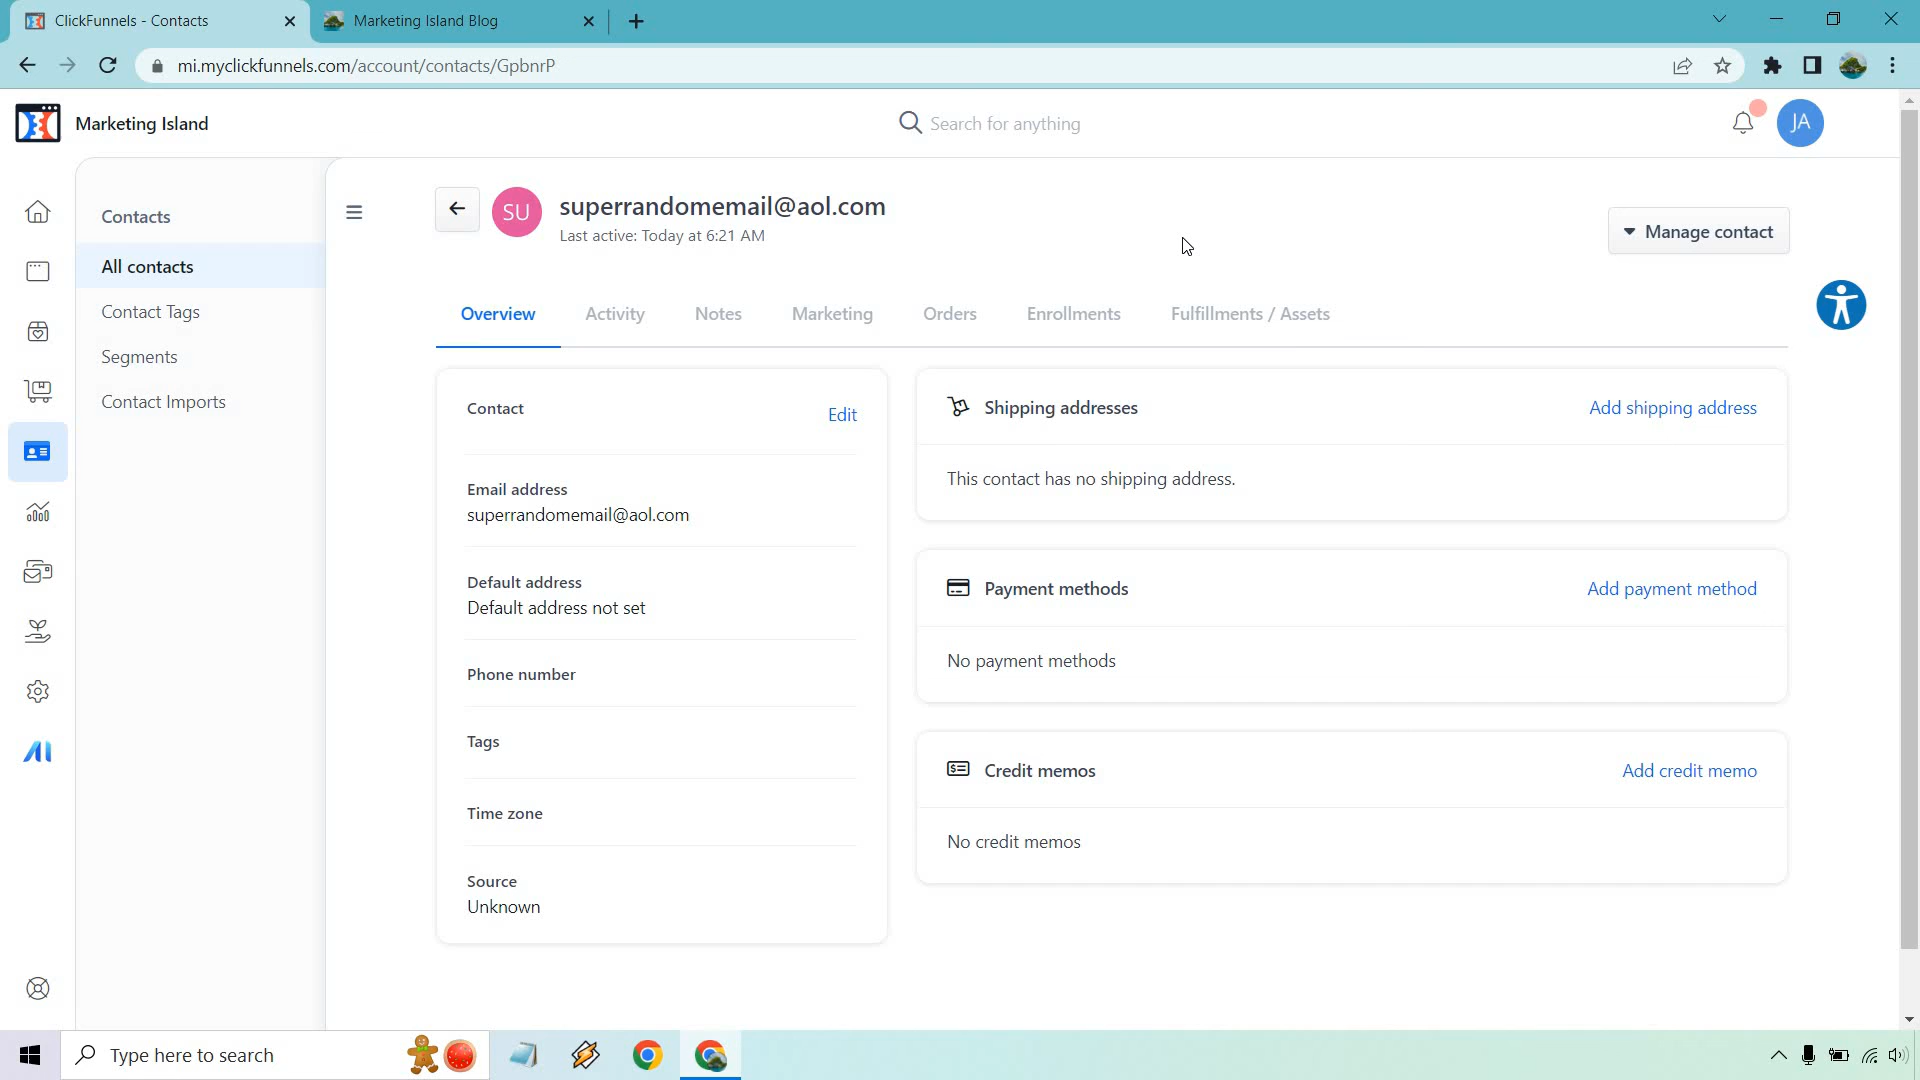 ClickFunnels - Contacts
Marketing Island Blog
mi.myclickfunnels.com/account/contacts/GpbnrP
Marketing Island
Search for anything
JA
Contacts
All contacts
Contact Tags
Segments
Contact Imports
SU
superrandomemail@aol.com
Last active: Today at 6:21 AM
Manage contact
Overview
Activity
Notes
Marketing
Orders
Enrollments
Fulfillments / Assets
Contact
Edit
Email address
superrandomemail@aol.com
Default address
Default address not set
Phone number
Tags
Time zone
Source
Unknown
Shipping addresses
Add shipping address
This contact has no shipping address.
Payment methods
Add payment method
No payment methods
Credit memos
Add credit memo
No credit memos
Type here to search